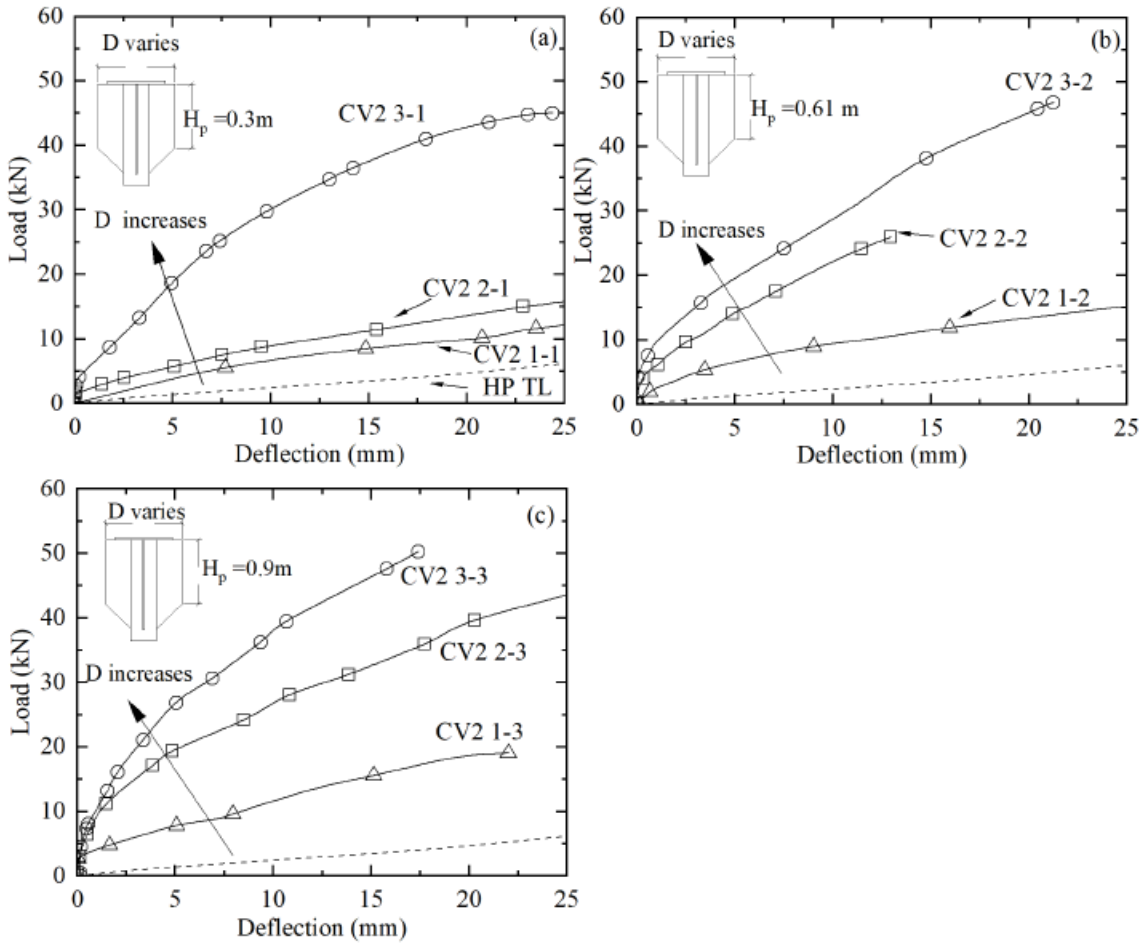 60
50
40
30
20
10
0
Load (kN)
(a)
D varies
H_p =0.3m
CV2 3-1
D increases
CV2 2-1
CV2 1-1
HP TL
0 5 10 15 20 25
Deflection (mm)
60
50
40
30
20
10
0
Load (kN)
(b)
D varies
H_p =0.61 m
CV2 3-2
D increases
CV2 2-2
CV2 1-2
0 5 10 15 20 25
Deflection (mm)
60
50
40
30
20
10
0
Load (kN)
(c)
D varies
H_p =0.9m
CV2 3-3
CV2 2-3
D increases
CV2 1-3
0 5 10 15 20 25
Deflection (mm)